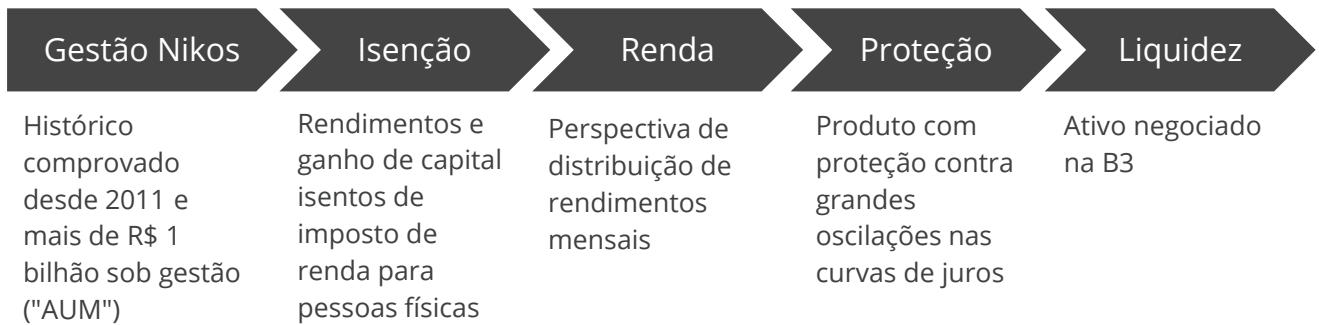 Gestão Nikos
Isenção
Renda
Proteção
Liquidez
Histórico
comprovado
desde 2011 e
mais de R$ 1
bilhão sob gestão
("AUM")
Rendimentos e
ganho de capital
isentos de
imposto de
renda para
pessoas físicas
Perspectiva de
distribuição de
rendimentos
mensais
Produto com
proteção contra
grandes
oscilações nas
curvas de juros
Ativo negociado
na B3